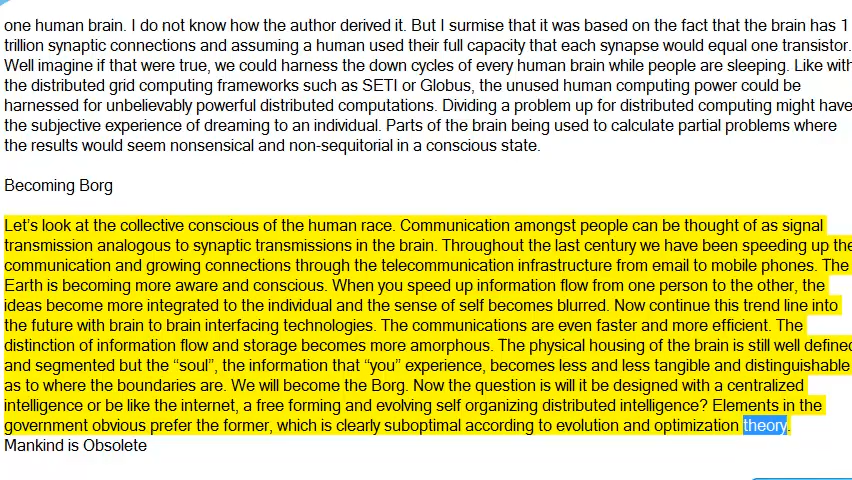 one human brain. I do not know how the author derived it. But I surmise that it was based on the fact that the brain has 1
trillion synaptic connections and assuming a human used their full capacity that each synapse would equal one transistor.
Well imagine if that were true, we could harness the down cycles of every human brain while people are sleeping. Like with
the distributed grid computing frameworks such as SETI or Globus, the unused human computing power could be
harnessed for unbelievably powerful distributed computations. Dividing a problem up for distributed computing might have
the subjective experience of dreaming to an individual. Parts of the brain being used to calculate partial problems where
the results would seem nonsensical and non-sequitorial in a conscious state.
Becoming Borg
Let’s look at the collective conscious of the human race. Communication amongst people can be thought of as signal
transmission analogous to synaptic transmissions in the brain. Throughout the last century we have been speeding up the
communication and growing connections through the telecommunication infrastructure from email to mobile phones. The
Earth is becoming more aware and conscious. When you speed up information flow from one person to the other, the
ideas become more integrated to the individual and the sense of self becomes blurred. Now continue this trend line into
the future with brain to brain interfacing technologies. The communications are even faster and more efficient. The
distinction of information flow and storage becomes more amorphous. The physical housing of the brain is still well defined
and segmented but the “soul”, the information that “you” experience, becomes less and less tangible and distinguishable
as to where the boundaries are. We will become the Borg. Now the question is will it be designed with a centralized
intelligence or be like the internet, a free forming and evolving self organizing distributed intelligence? Elements in the
government obvious prefer the former, which is clearly suboptimal according to evolution and optimization theory.
Mankind is Obsolete